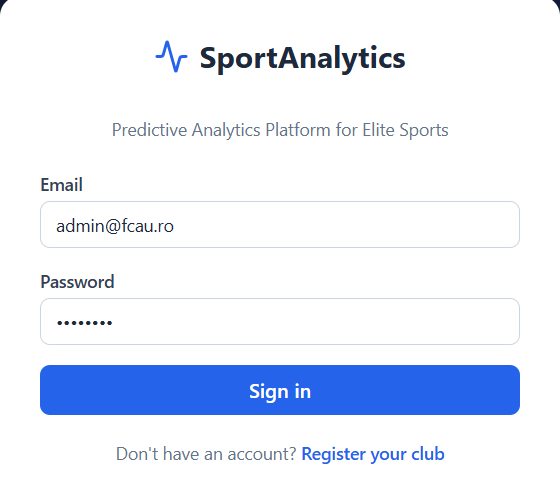 SportAnalytics
Predictive Analytics Platform for Elite Sports
Email
admin@fcau.ro
Password
••••••••
Sign in
Don't have an account? Register your club